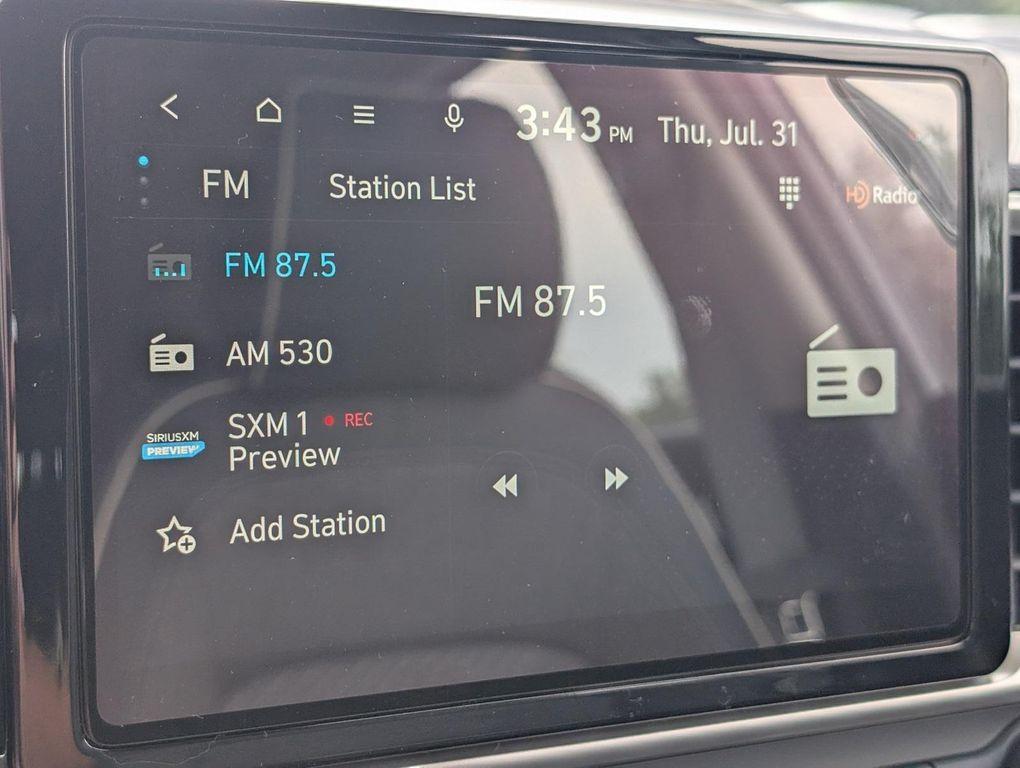 3:43 PM Thu, Jul. 31
FM Station List HD Radio
FM 87.5
FM 87.5
AM 530
SXM 1 REC
SIRIUSXM
PREVIEW
Preview
Add Station